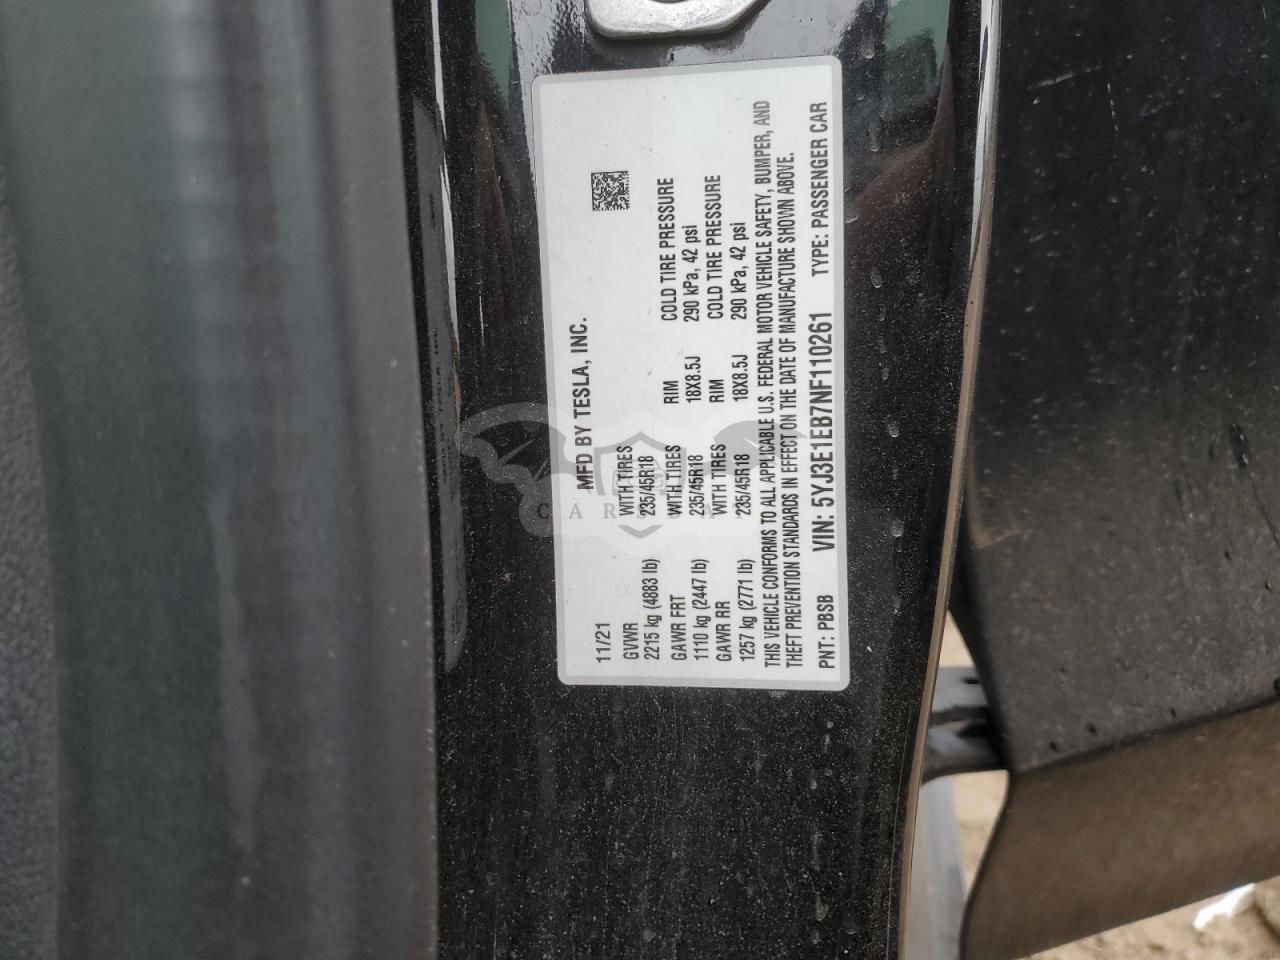 MFD BY TESLA, INC.
11/21
GVWR WITH TIRES
2215 kg (4883 lb) 235/45R18
GAWR FRT WITH TIRES RIM COLD TIRE PRESSURE
1110 kg (2447 lb) 235/45R18 18X8.5J 290 kPa, 42 psi
GAWR RR WITH TIRES RIM COLD TIRE PRESSURE
1257 kg (2771 lb) 235/45R18 18X8.5J 290 kPa, 42 psi
THIS VEHICLE CONFORMS TO ALL APPLICABLE U.S. FEDERAL MOTOR VEHICLE SAFETY, BUMPER, AND
THEFT PREVENTION STANDARDS IN EFFECT ON THE DATE OF MANUFACTURE SHOWN ABOVE.
PNT: PBSB VIN: 5YJ3E1EB7NF110261 TYPE: PASSENGER CAR